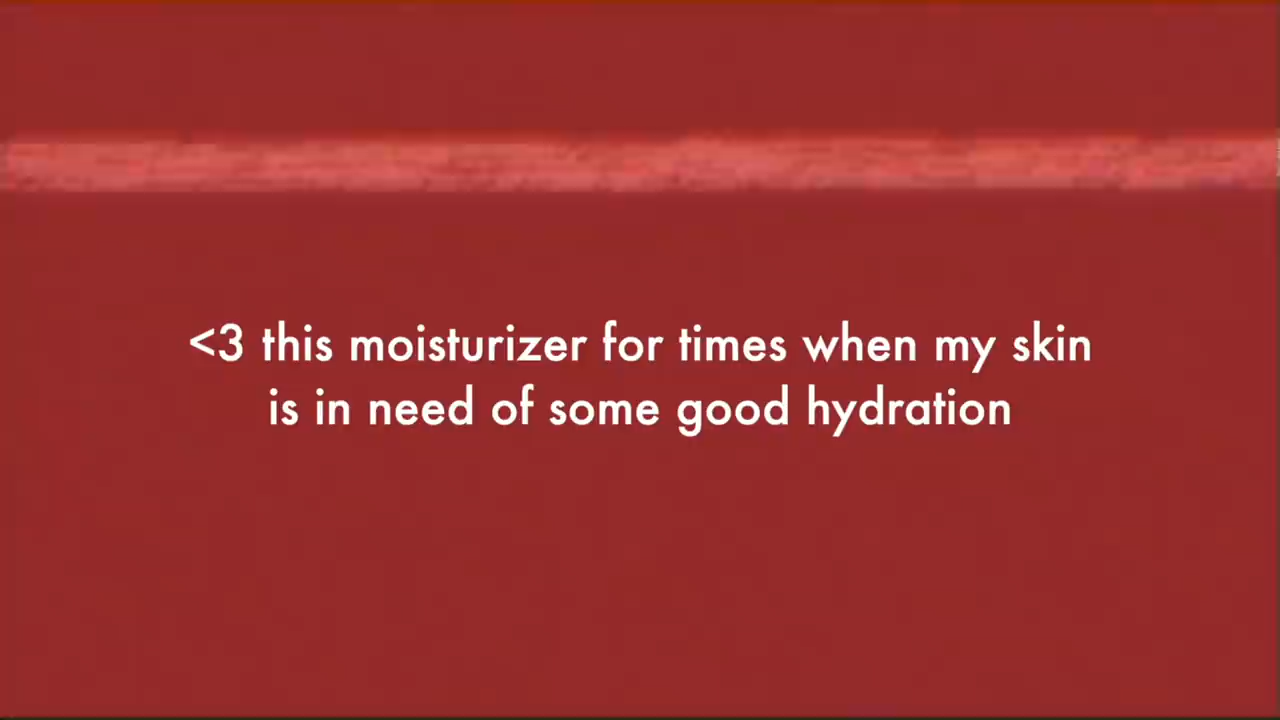 <3 this moisturizer for times when my skin
is in need of some good hydration